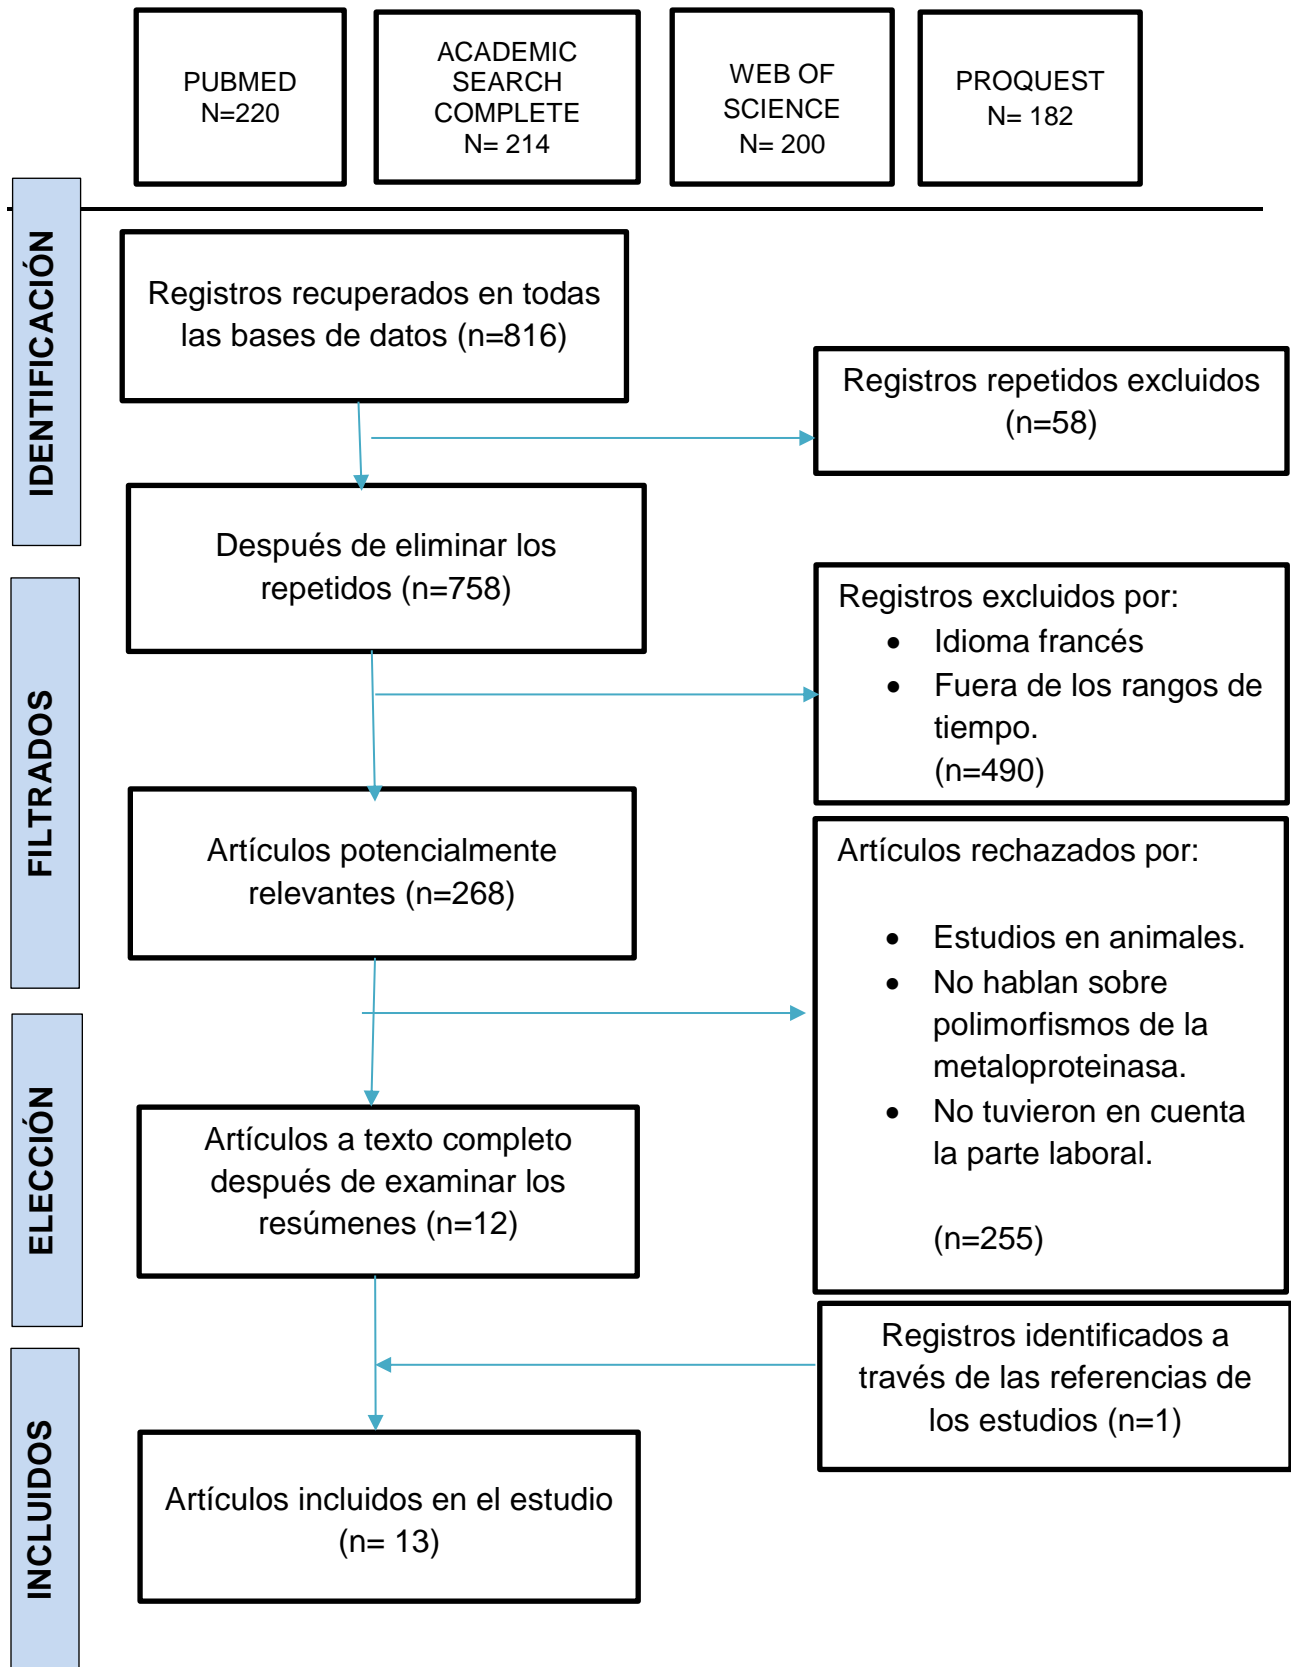 PUBMED
N=220
ACADEMIC
SEARCH
COMPLETE
N= 214
WEB OF
SCIENCE
N= 200
PROQUEST
N= 182
IDENTIFICACIÓN
Registros recuperados en todas
las bases de datos (n=816)
Registros repetidos excluidos
(n=58)
Después de eliminar los
repetidos (n=758)
FILTRADOS
Registros excluidos por:
• Idioma francés
• Fuera de los rangos de
tiempo.
(n=490)
Artículos potencialmente
relevantes (n=268)
Artículos rechazados por:
• Estudios en animales.
• No hablan sobre
polimorfismos de la
metaloproteinasa.
• No tuvieron en cuenta
la parte laboral.
(n=255)
ELECCIÓN
Artículos a texto completo
después de examinar los
resúmenes (n=12)
Registros identificados a
través de las referencias de
los estudios (n=1)
INCLUIDOS
Artículos incluidos en el estudio
(n= 13)